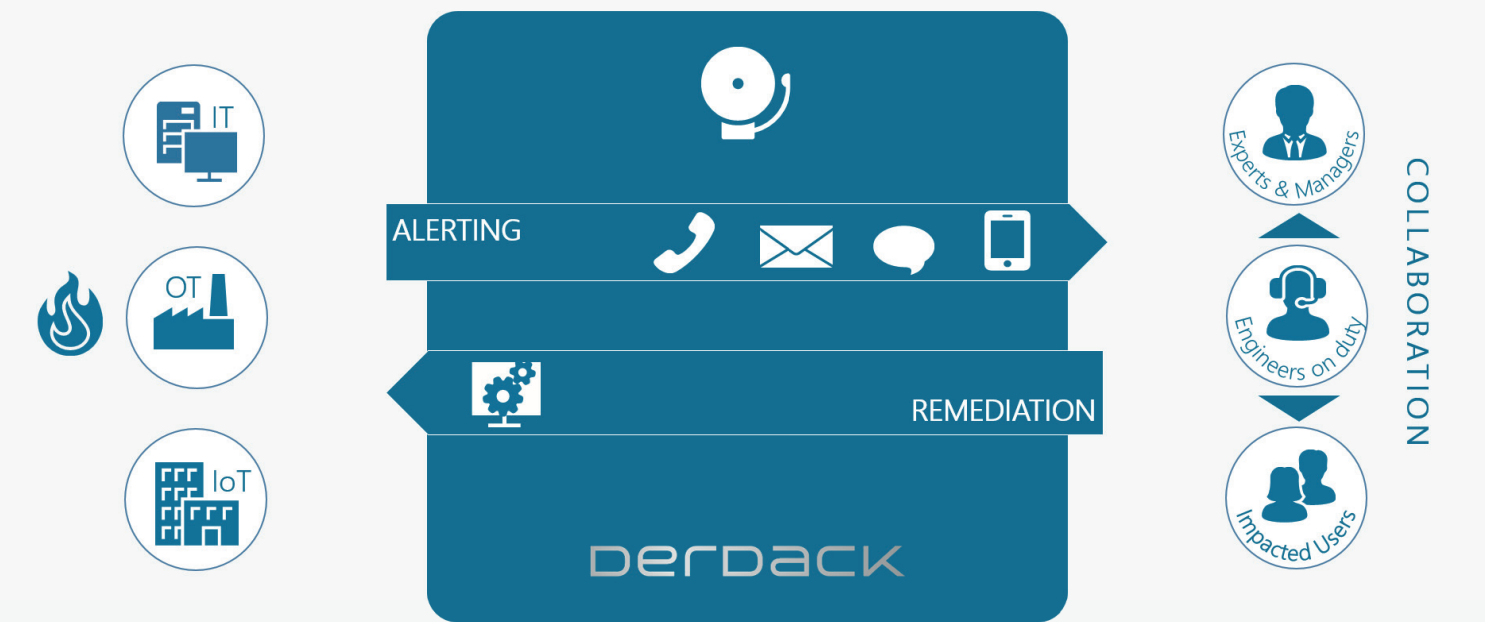 IT
OT
IoT
ALERTING
REMEDIATION
DERDACK
Experts & Managers
Engineers on duty
Impacted Users
COLLABORATION